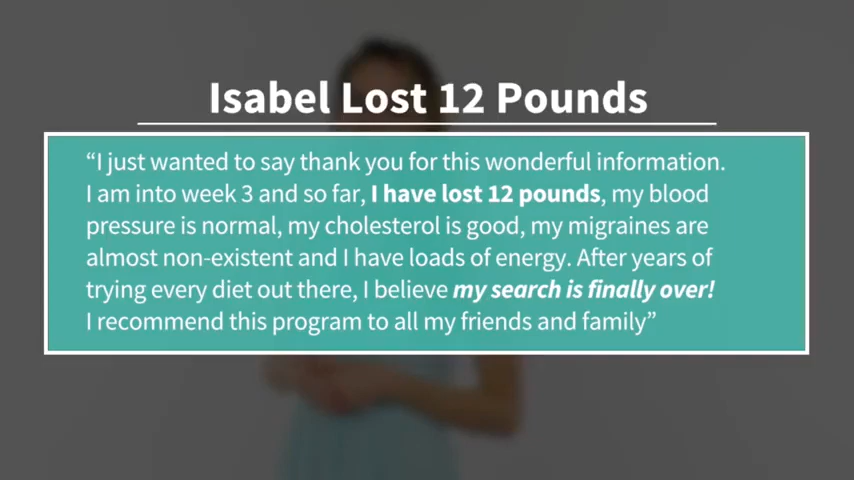 Isabel Lost 12 Pounds
“I just wanted to say thank you for this wonderful information.
I am into week 3 and so far, I have lost 12 pounds, my blood
pressure is normal, my cholesterol is good, my migraines are
almost non-existent and I have loads of energy. After years of
trying every diet out there, I believe my search is finally over!
I recommend this program to all my friends and family”